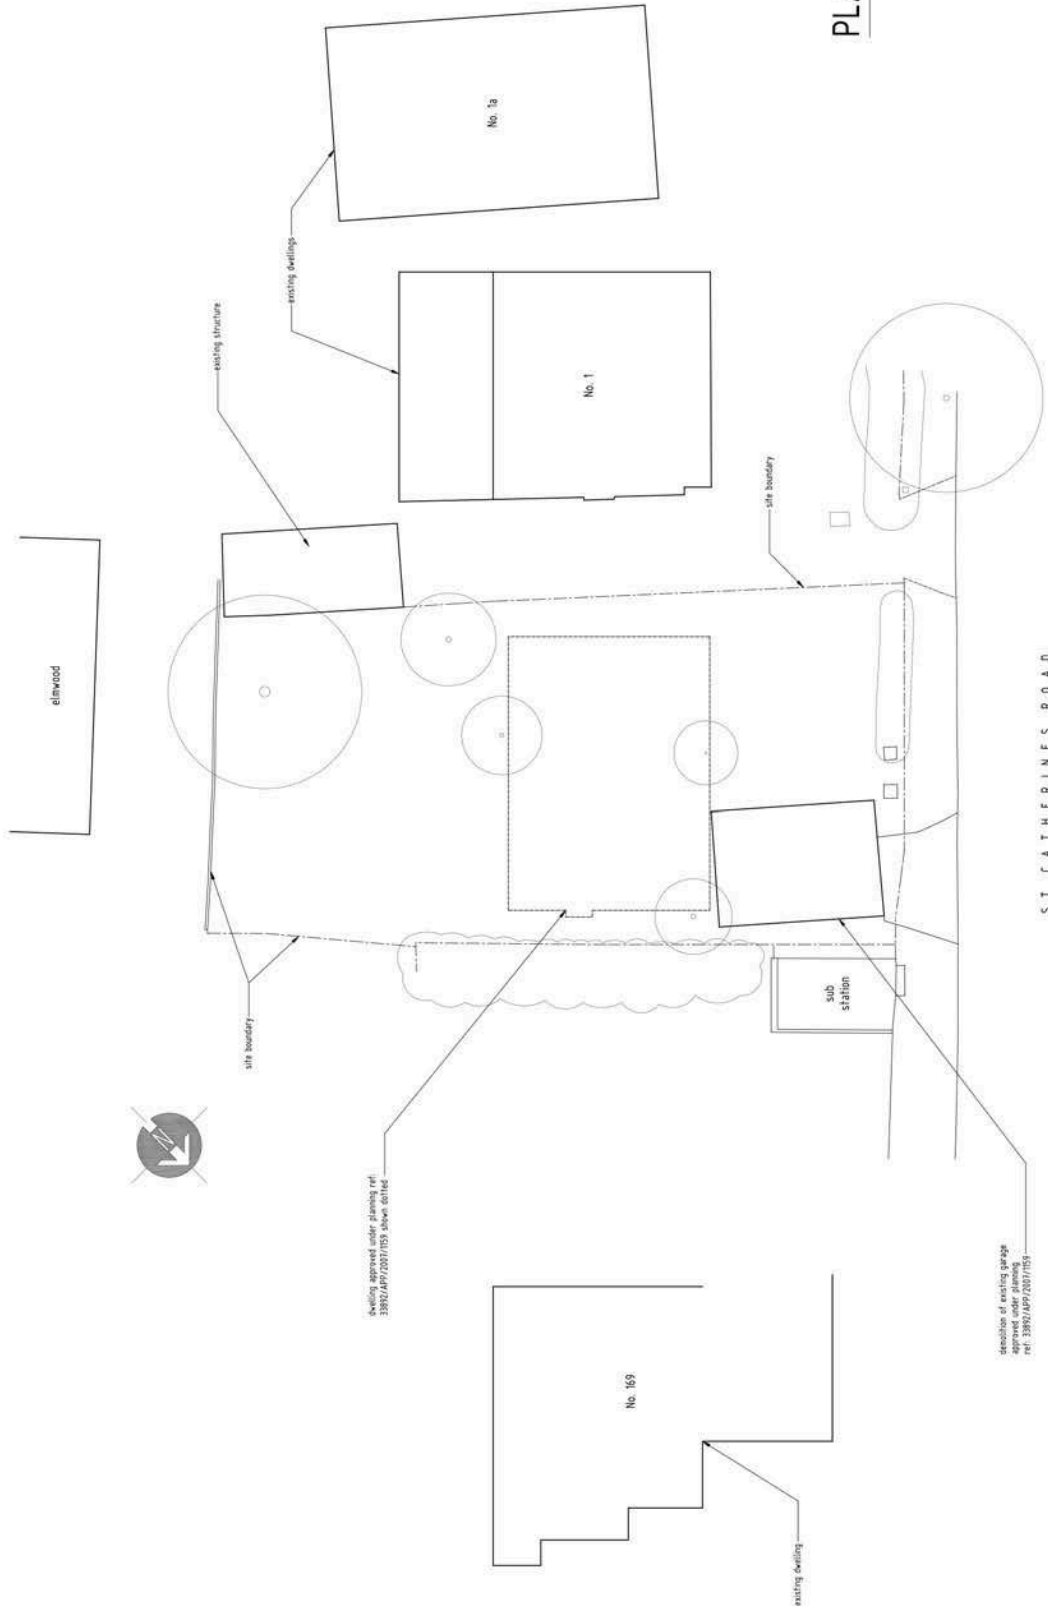 elmwood
existing structure
existing dwellings
No. 1a
No. 1
site boundary
site boundary
dwelling approved under planning ref:
33892/APP/2007/1159 shown dotted
sub
station
No. 169
existing dwelling
demolition of existing garage
approved under planning
ref: 33892/APP/2007/1159
N